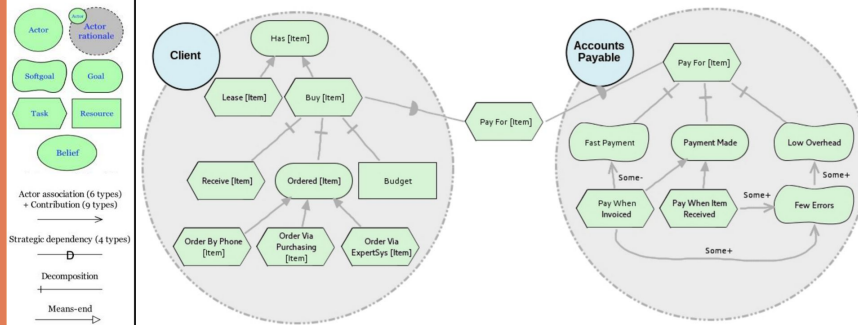 Actor
Actor
Actor
rationale
Softgoal
Goal
Task
Resource
Belief
Actor association (6 types)
+ Contribution (9 types)
Strategic dependency (4 types)
D
Decomposition
Means-end
Client
Has [Item]
Lease [Item]
Buy [Item]
Receive [Item]
Ordered [Item]
Budget
Order By Phone
[Item]
Order Via
Purchasing
[Item]
Order Via
ExpertSys [Item]
Pay For [Item]
Accounts
Payable
Pay For [Item]
Fast Payment
Payment Made
Low Overhead
Some-
Some+
Pay When
Invoiced
Pay When Item
Received
Some+
Few Errors
Some+